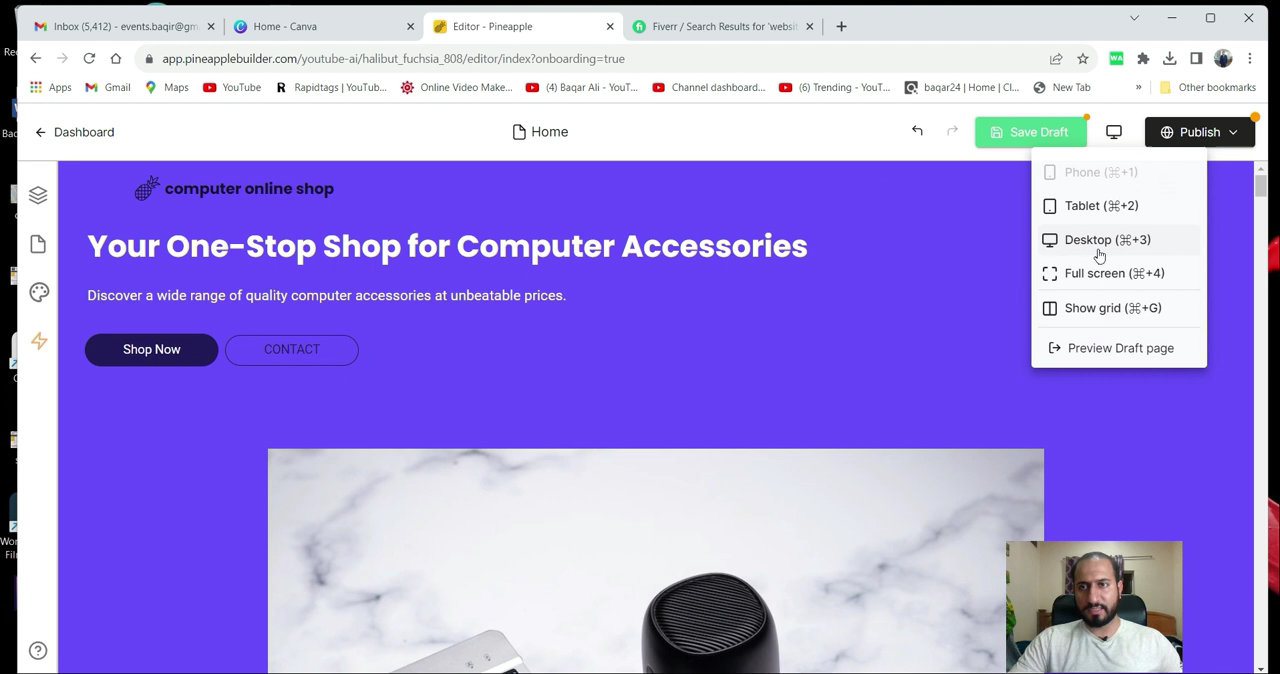 Inbox (5,412) - events.baqir@gm
Home - Canva
Editor - Pineapple
Fiverr / Search Results for 'websit
app.pineapplebuilder.com/youtube-ai/halibut_fuchsia_808/editor/index?onboarding=true
WA
Apps
Gmail
Maps
YouTube
Rapidtags | YouTub...
Online Video Make...
(4) Baqar Ali - YouT...
Channel dashboard...
(6) Trending - YouT...
baqar24 | Home | Cl...
New Tab
»
Other bookmarks
Dashboard
Home
Save Draft
Publish
Phone (⌘+1)
Tablet (⌘+2)
Desktop (⌘+3)
Full screen (⌘+4)
Show grid (⌘+G)
Preview Draft page
computer online shop
Your One-Stop Shop for Computer Accessories
Discover a wide range of quality computer accessories at unbeatable prices.
Shop Now
CONTACT